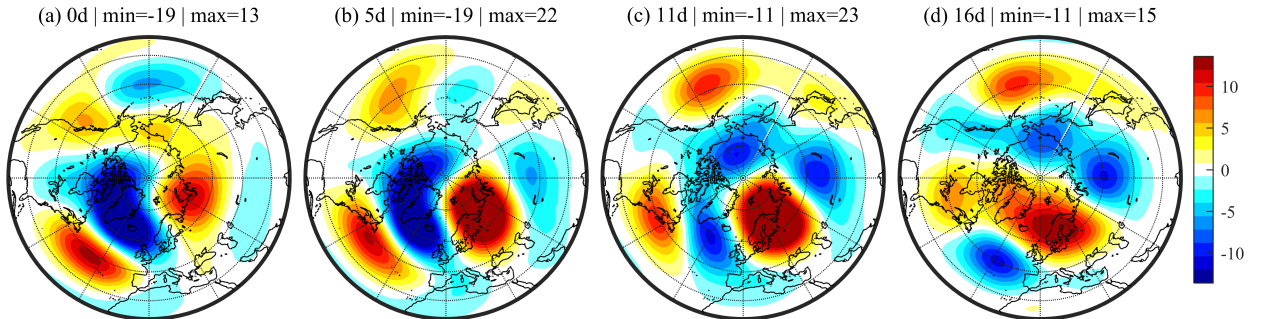 (a) 0d | min=-19 | max=13
(b) 5d | min=-19 | max=22
(c) 11d | min=-11 | max=23
(d) 16d | min=-11 | max=15
10
5
0
-5
-10